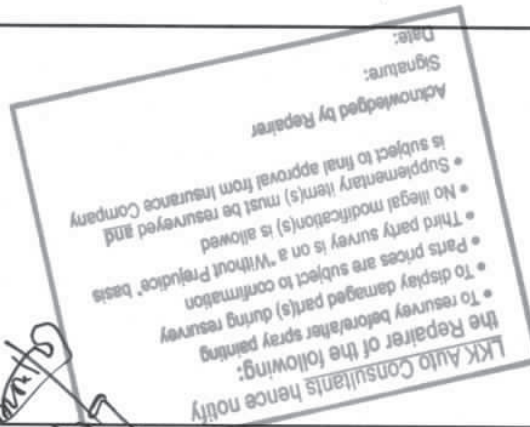 LKK Auto Consultants hence notify
the Repairer of the following:
• To resurvey before/after spray painting
• To display damaged part(s) during resurvey
• Parts prices are subject to confirmation
• Third party survey is on a "Without Prejudice" basis
• No illegal modification(s) is allowed
• Supplementary item(s) must be resurveyed and
is subject to final approval from Insurance Company
Acknowledged by Repairer
Signature:
Date: